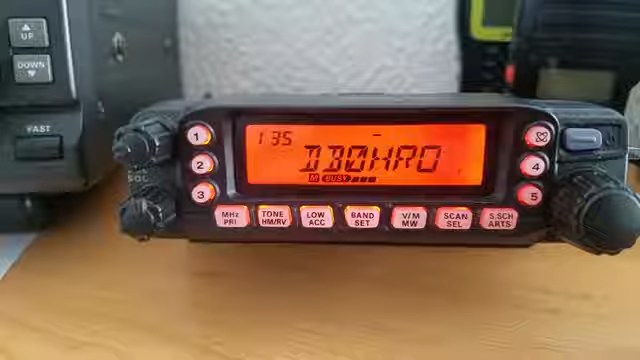 UP
DOWN
FAST
SQL
135
DB0HRO
M BUSY
1
2
3
4
5
MHz
PRI
TONE
HM/RV
LOW
ACC
BAND
SET
V/M
MW
SCAN
SEL
S.SCH
ARTS